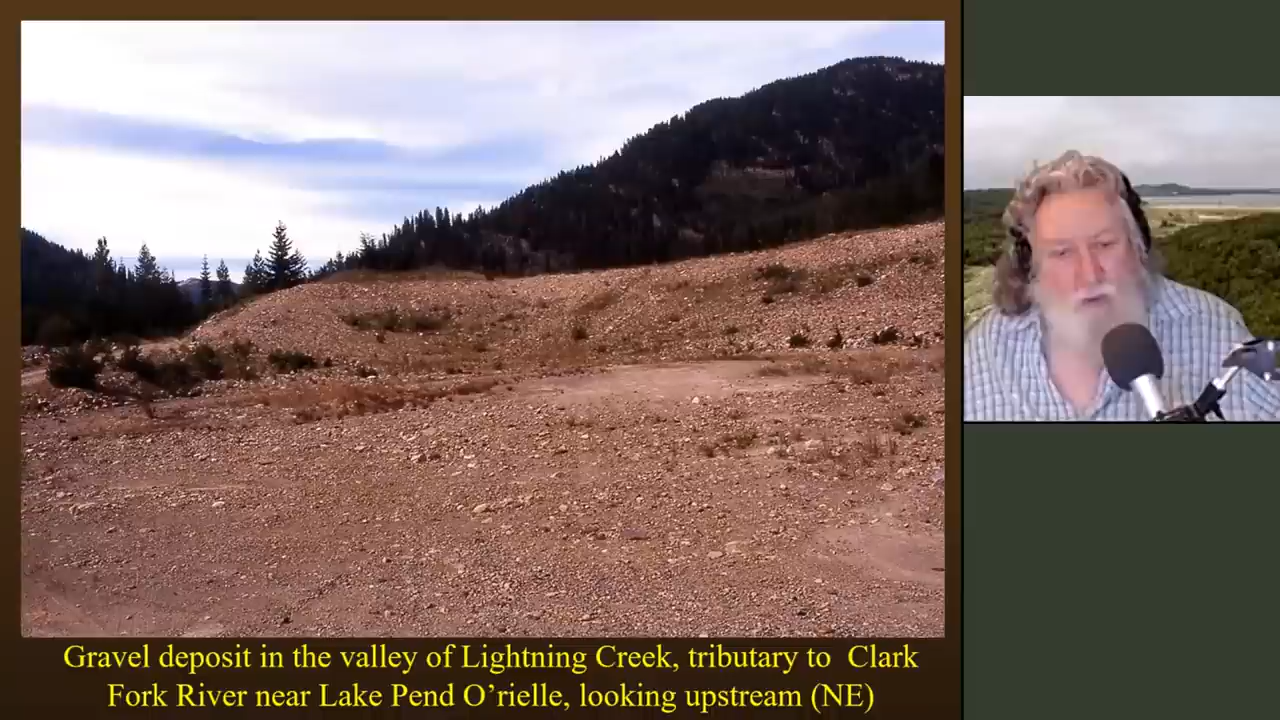 Gravel deposit in the valley of Lightning Creek, tributary to  Clark
Fork River near Lake Pend O’rielle, looking upstream (NE)